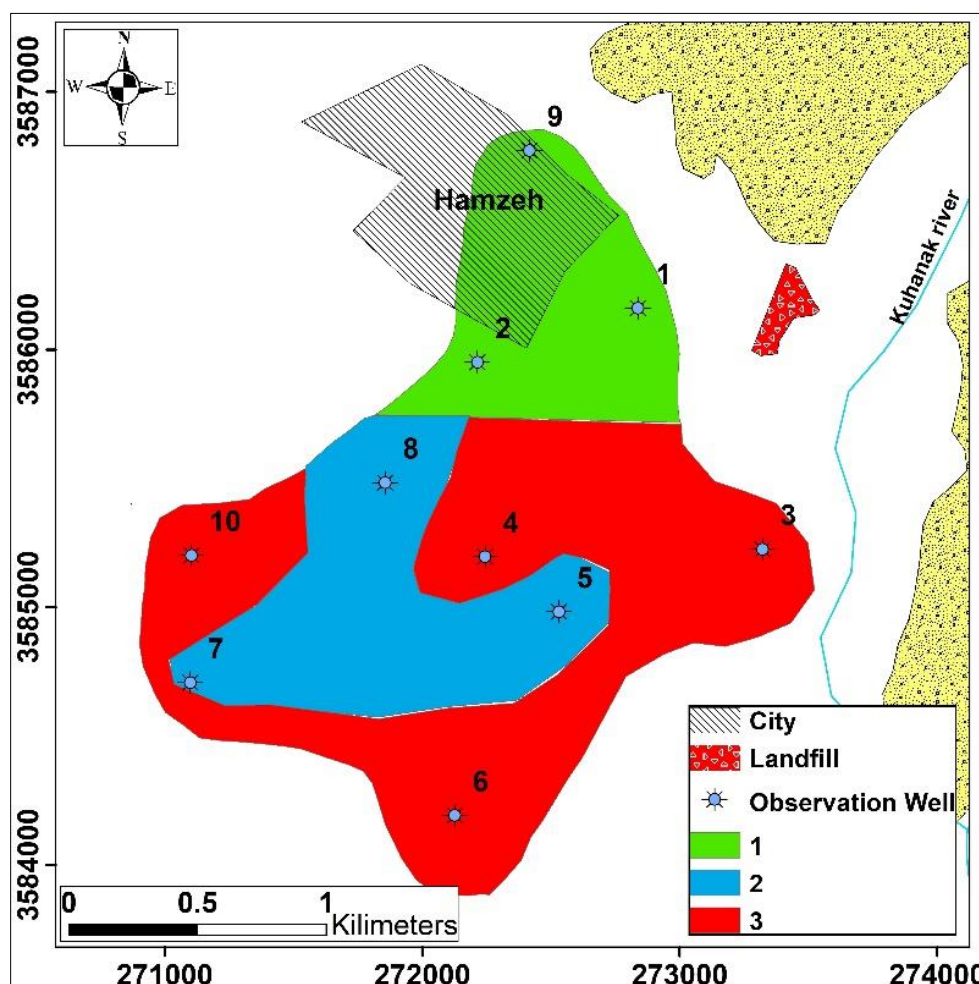 N
W E
S
3587000
3586000
3585000
3584000
9
Hamzeh
1
2
Kuhanak river
8
10
4
3
5
7
6
City
Landfill
Observation Well
1
2
3
0 0.5 1
Kilimeters
271000 272000 273000 274000